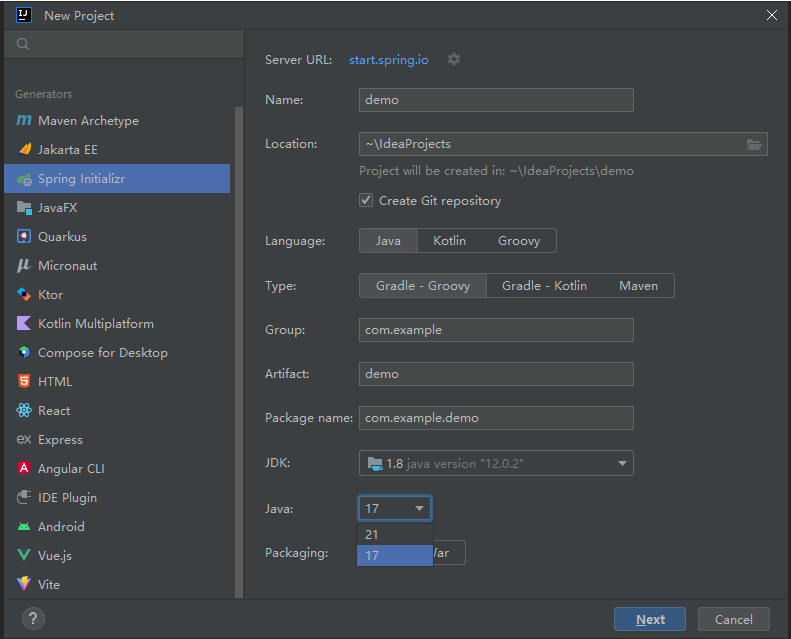 New Project
Generators
Maven Archetype
Jakarta EE
Spring Initializr
JavaFX
Quarkus
Micronaut
Ktor
Kotlin Multiplatform
Compose for Desktop
HTML
React
ex Express
Angular CLI
IDE Plugin
Android
Vue.js
Vite
?
Server URL: start.spring.io
Name: demo
Location: ~\IdeaProjects
Project will be created in: ~\IdeaProjects\demo
Create Git repository
Language: Java Kotlin Groovy
Type: Gradle - Groovy Gradle - Kotlin Maven
Group: com.example
Artifact: demo
Package name: com.example.demo
JDK: 1.8 java version "12.0.2"
Java: 17
21
17
Packaging:
Next Cancel